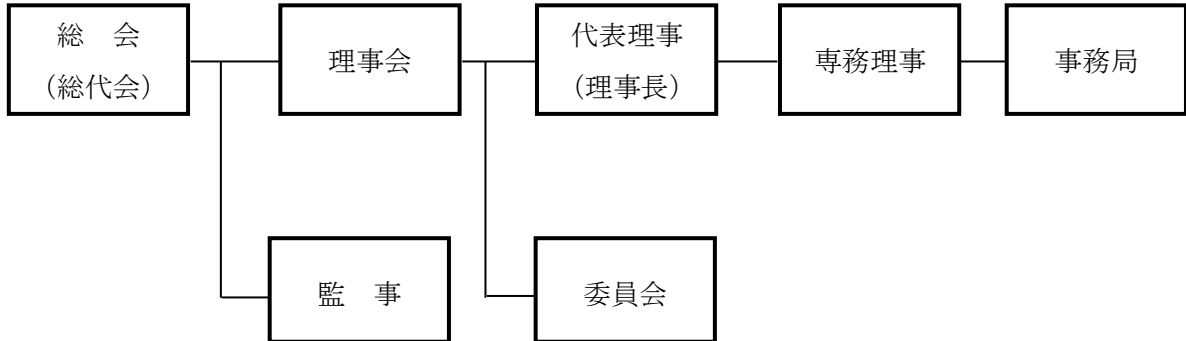 総　会
（総代会）
理事会
代表理事
（理事長）
専務理事
事務局
監　事
委員会